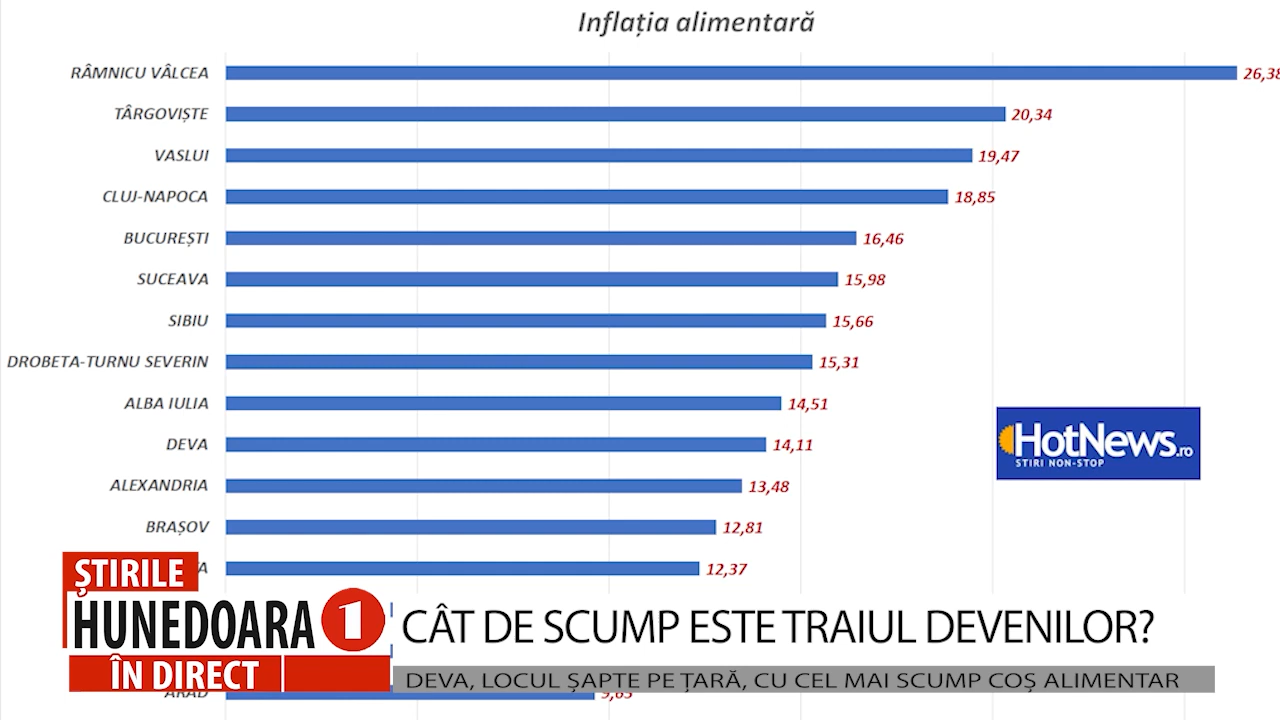 Inflația alimentară
RÂMNICU VÂLCEA 26,38
TÂRGOVIȘTE 20,34
VASLUI 19,47
CLUJ-NAPOCA 18,85
BUCUREȘTI 16,46
SUCEAVA 15,98
SIBIU 15,66
DROBETA-TURNU SEVERIN 15,31
ALBA IULIA 14,51
DEVA 14,11
HotNews.ro
STIRI NON-STOP
ALEXANDRIA 13,48
BRAȘOV 12,81
12,37
ȘTIRILE
HUNEDOARA 1
ÎN DIRECT
CÂT DE SCUMP ESTE TRAIUL DEVENILOR?
DEVA, LOCUL ŞAPTE PE ȚARĂ, CU CEL MAI SCUMP COȘ ALIMENTAR
ARAD